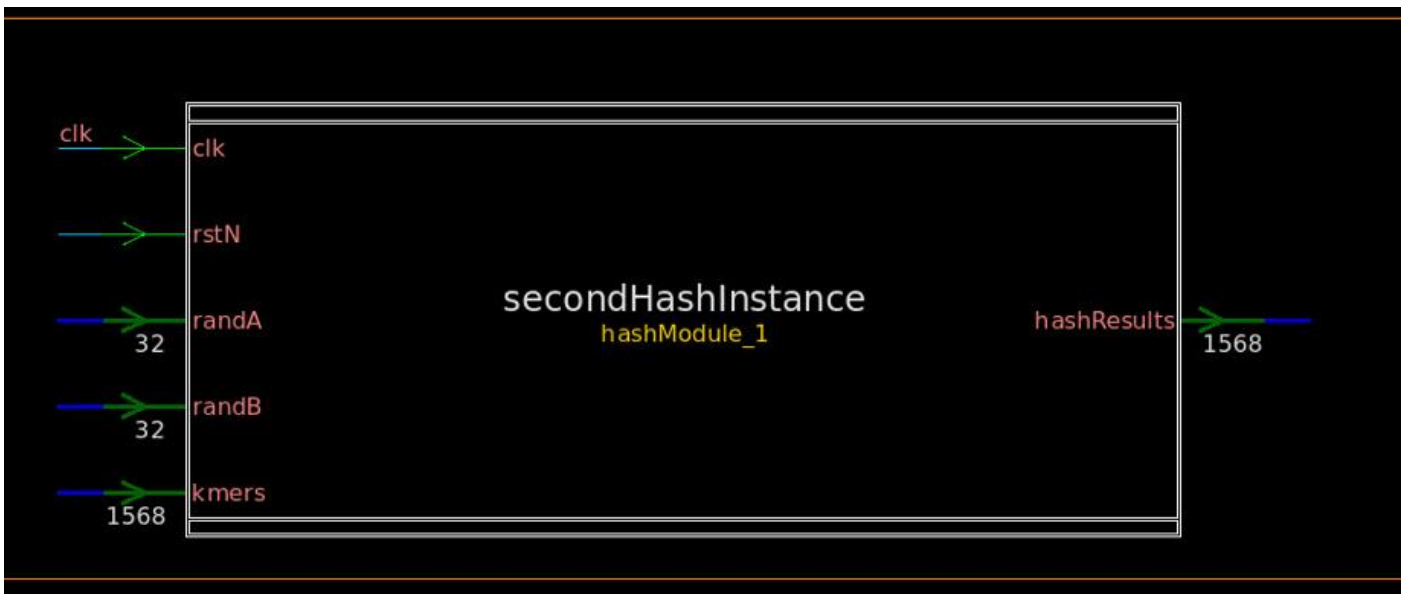 clk
clk
rstN
secondHashInstance
hashModule_1
randA
32
hashResults
1568
randB
32
kmers
1568